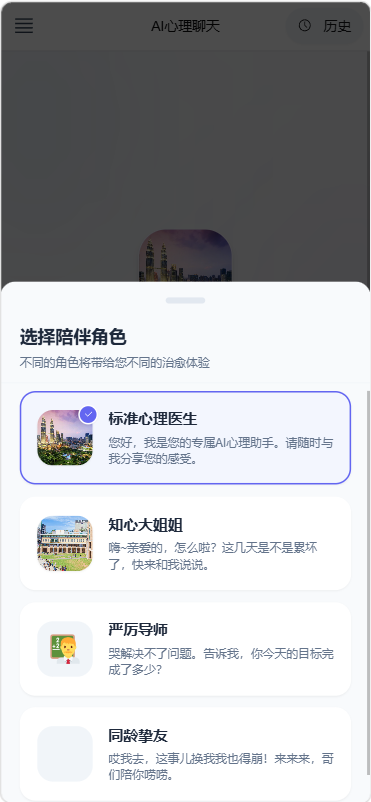 AI心理聊天
历史
选择陪伴角色
不同的角色将带给您不同的治愈体验
标准心理医生
您好，我是您的专属AI心理助手。请随时与
我分享您的感受。
知心大姐姐
嗨~亲爱的，怎么啦？这几天是不是累坏
了，快来和我说说。
严厉导师
哭解决不了问题。告诉我，你今天的目标完
成了多少？
同龄挚友
哎我去，这事儿换我我也得崩！来来来，哥
们陪你唠唠。